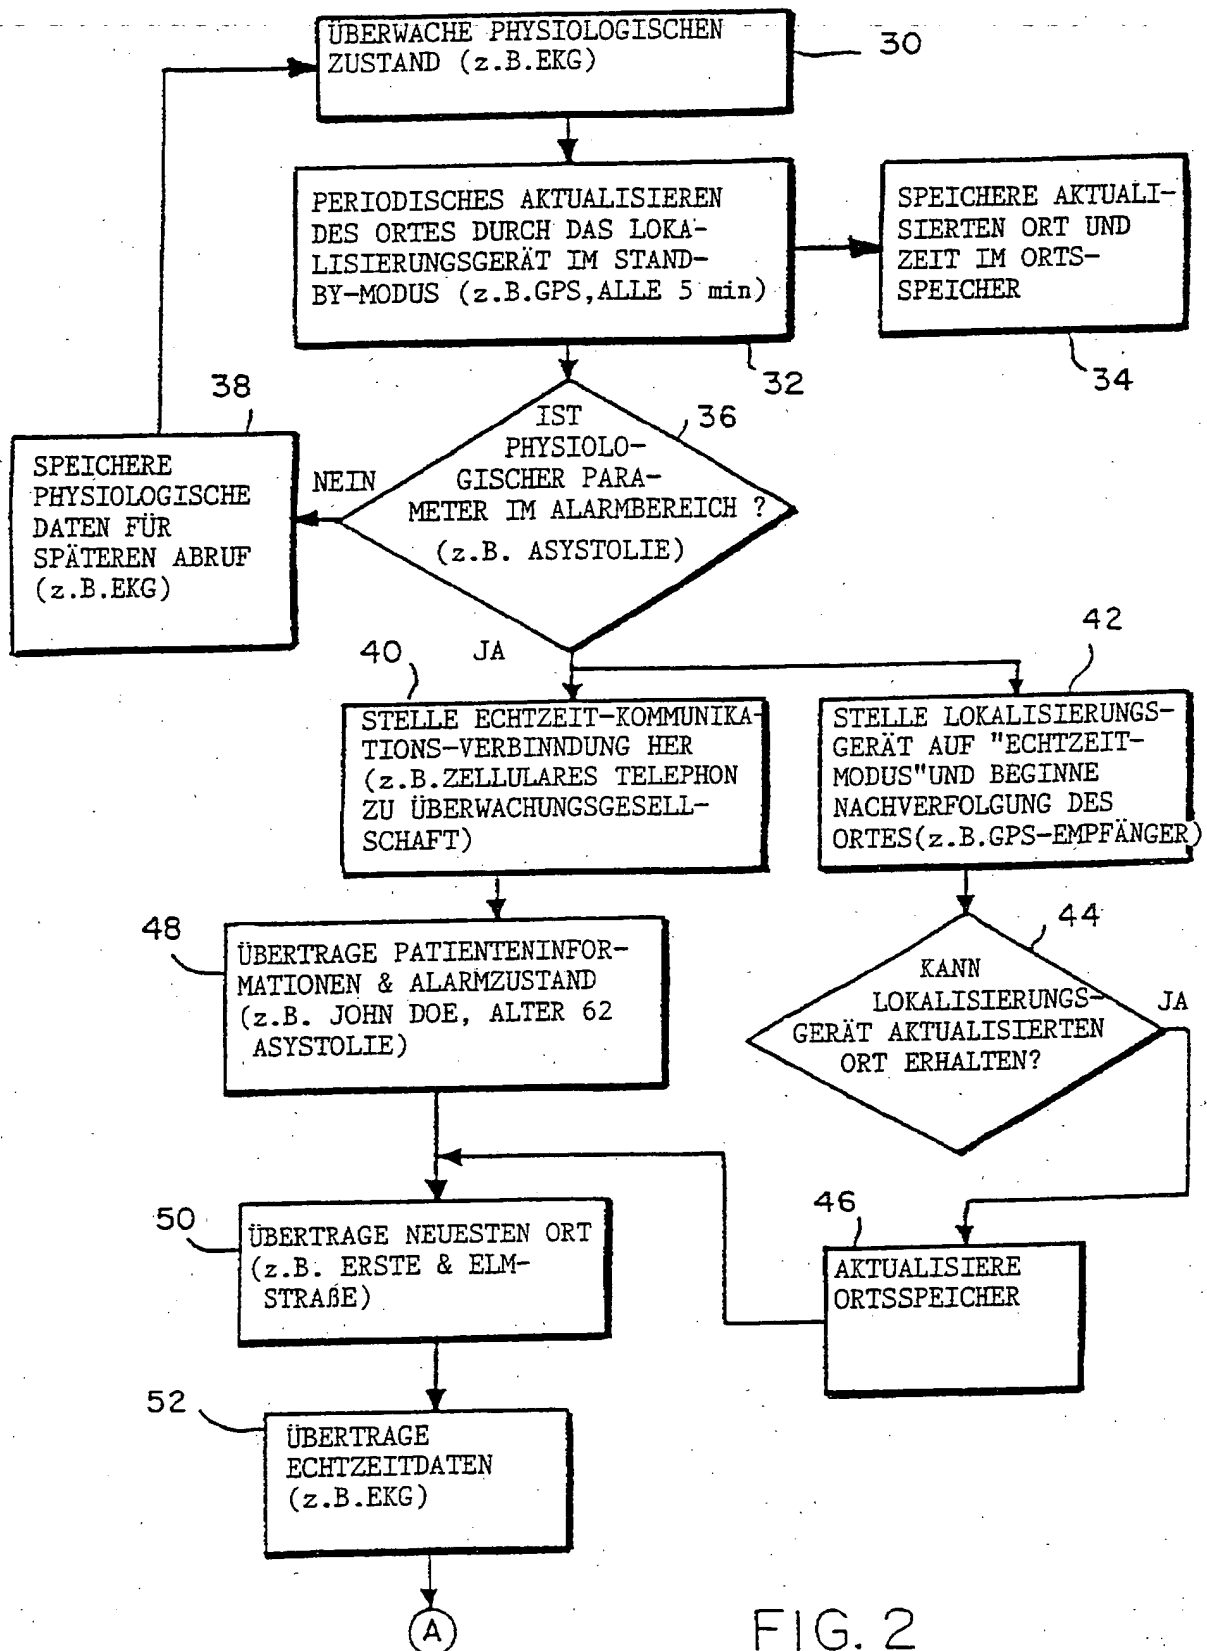 ÜBERWACHE PHYSIOLOGISCHEN
ZUSTAND (z.B.EKG)
30
PERIODISCHES AKTUALISIEREN
DES ORTES DURCH DAS LOKA-
LISIERUNGSGERÄT IM STAND-
BY-MODUS (z.B.GPS,ALLE 5 min)
32
SPEICHERE AKTUALI-
SIERTEN ORT UND
ZEIT IM ORTS-
SPEICHER
34
38
SPEICHERE
PHYSIOLOGISCHE
DATEN FÜR
SPÄTEREN ABRUF
(z.B.EKG)
NEIN
IST
PHYSIOLO-
GISCHER PARA-
METER IM ALARMBEREICH ?
(z.B. ASYSTOLIE)
36
JA
40
STELLE ECHTZEIT-KOMMUNIKA-
TIONS-VERBINNDUNG HER
(z.B.ZELLULARES TELEPHON
ZU ÜBERWACHUNGSGESELL-
SCHAFT)
42
STELLE LOKALISIERUNGS-
GERÄT AUF "ECHTZEIT-
MODUS"UND BEGINNE
NACHVERFOLGUNG DES
ORTES(z.B.GPS-EMPFÄNGER)
48
ÜBERTRAGE PATIENTENINFOR-
MATIONEN & ALARMZUSTAND
(z.B. JOHN DOE, ALTER 62
ASYSTOLIE)
44
KANN
LOKALISIERUNGS-
GERÄT AKTUALISIERTEN
ORT ERHALTEN?
JA
46
AKTUALISIERE
ORTSSPEICHER
50
ÜBERTRAGE NEUESTEN ORT
(z.B. ERSTE & ELM-
STRAßE)
52
ÜBERTRAGE
ECHTZEITDATEN
(z.B.EKG)
A
FIG. 2